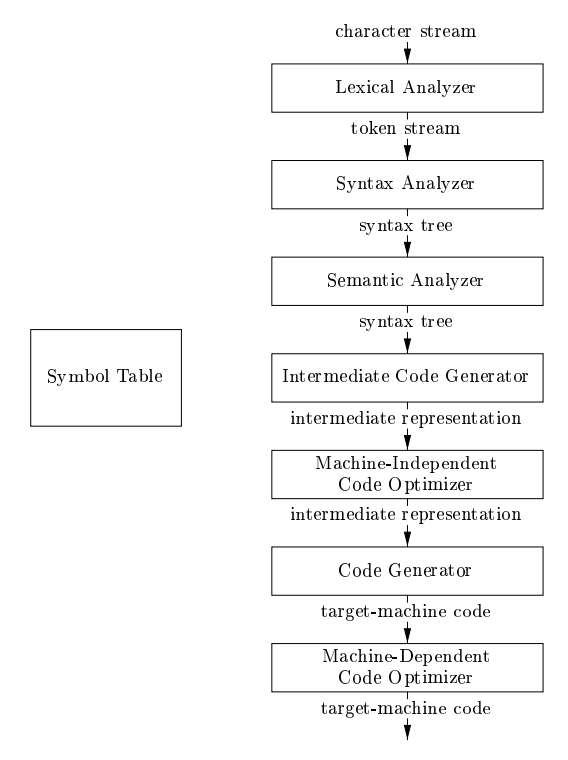 character stream
Lexical Analyzer
token stream
Syntax Analyzer
syntax tree
Semantic Analyzer
syntax tree
Symbol Table
Intermediate Code Generator
intermediate representation
Machine-Independent
Code Optimizer
intermediate representation
Code Generator
target-machine code
Machine-Dependent
Code Optimizer
target-machine code